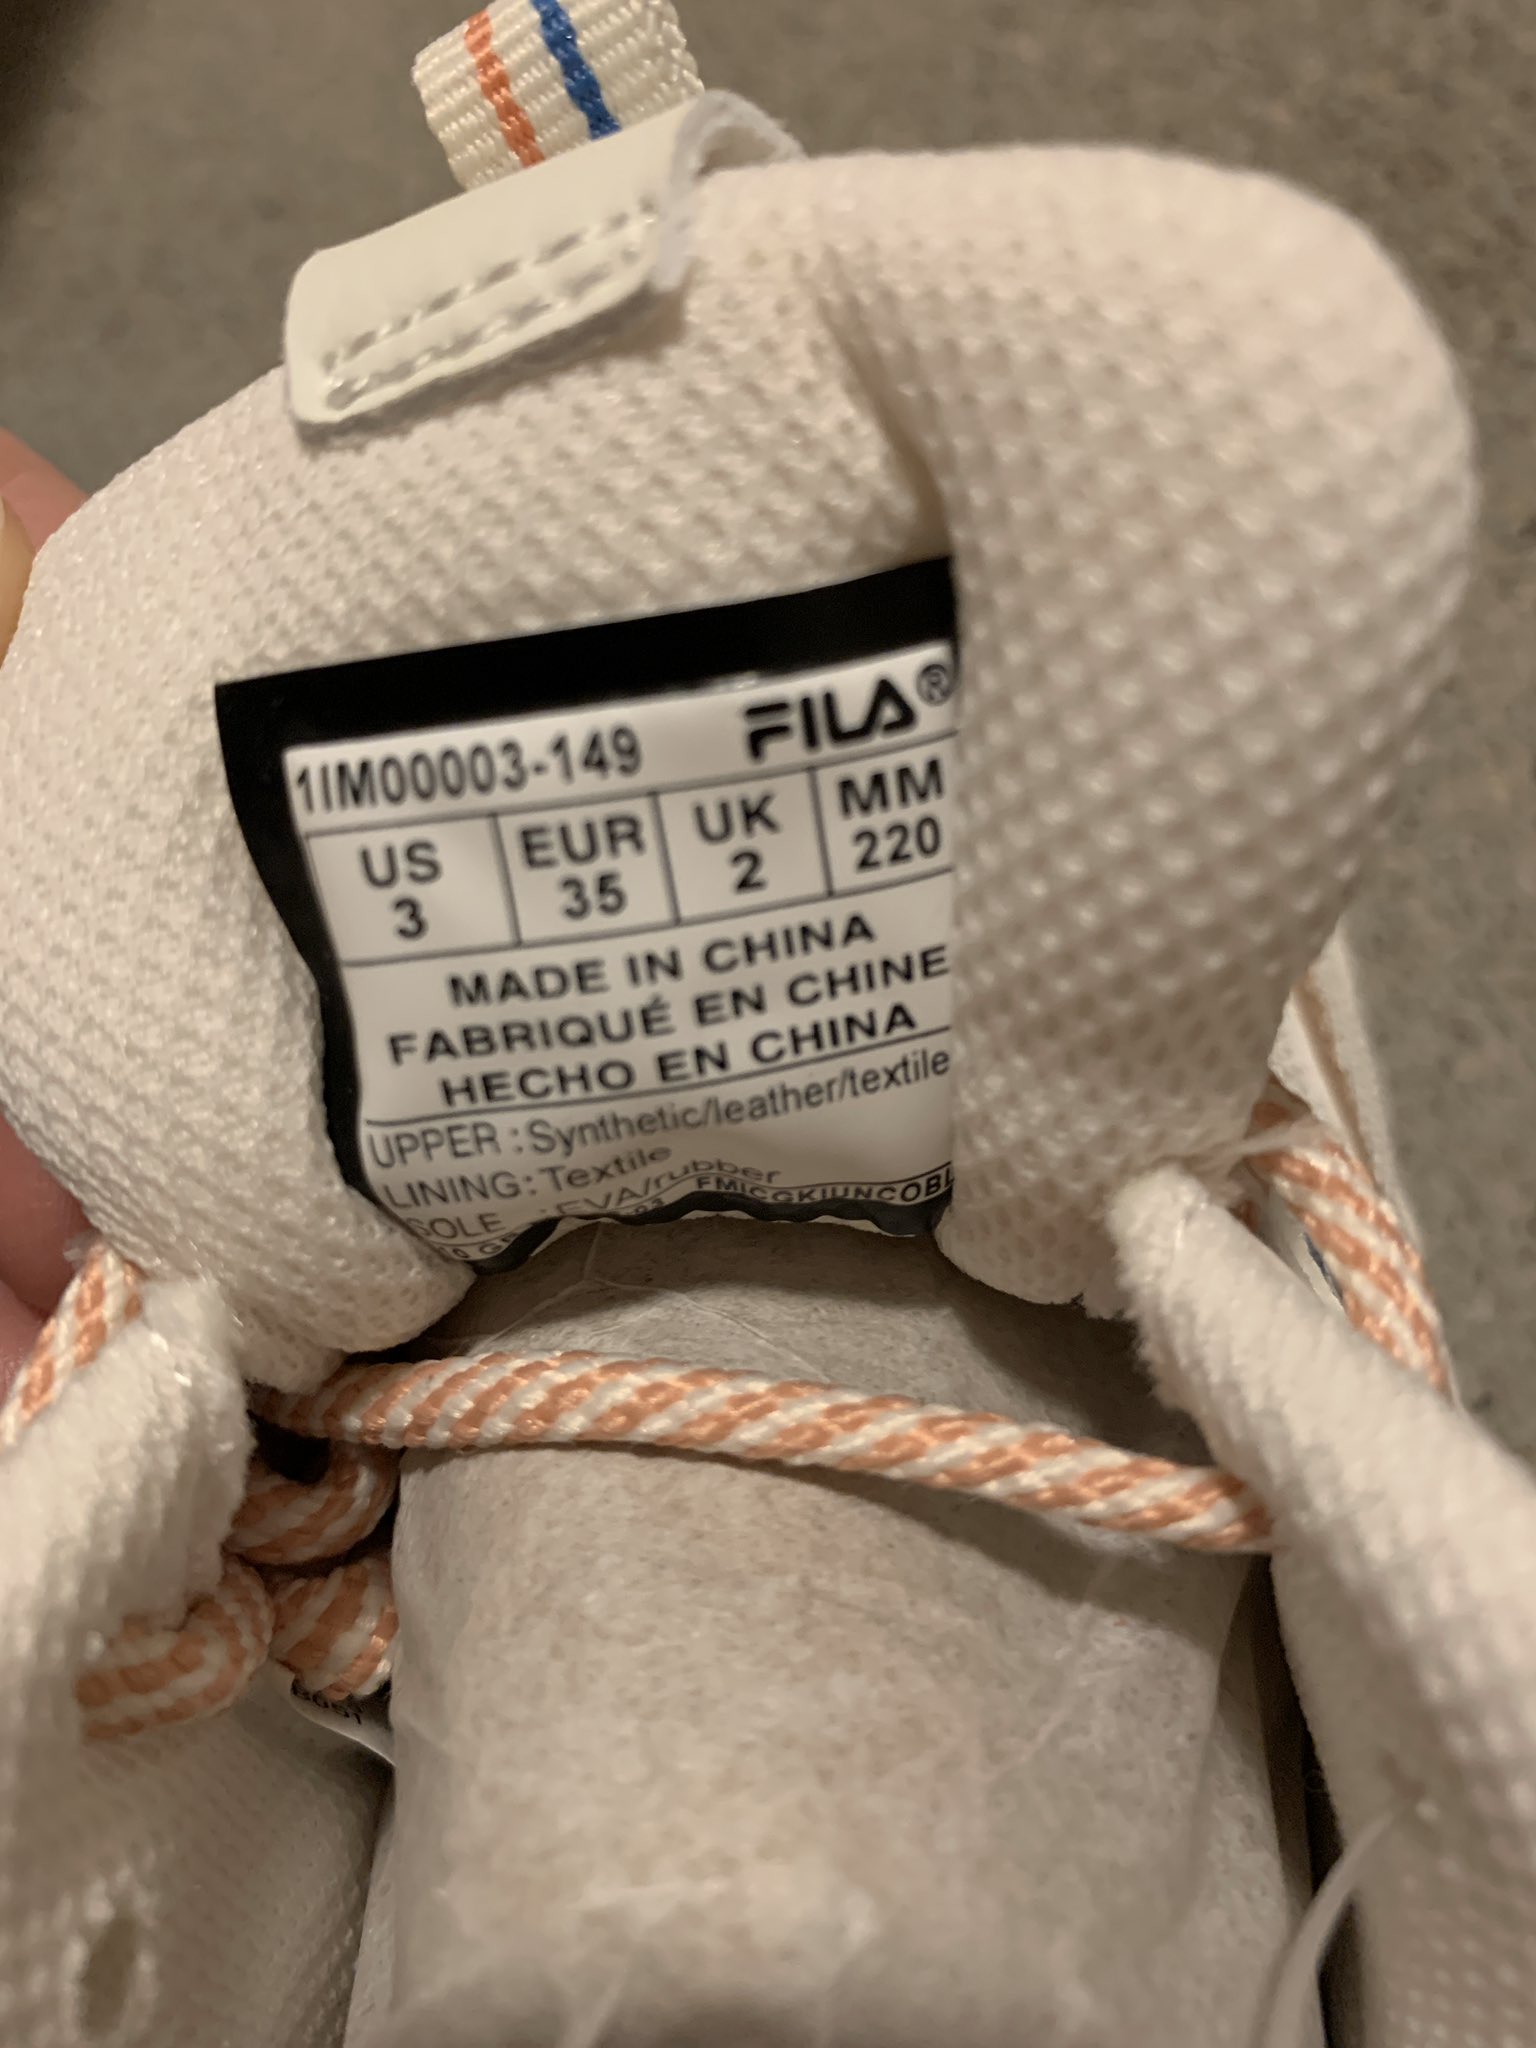 1IM00003-149 FILA®
US EUR UK MM
3 35 2 220
MADE IN CHINA
FABRIQUÉ EN CHINE
HECHO EN CHINA
UPPER : Synthetic/leather/textile
LINING: Textile
SOLE : EVA/rubber